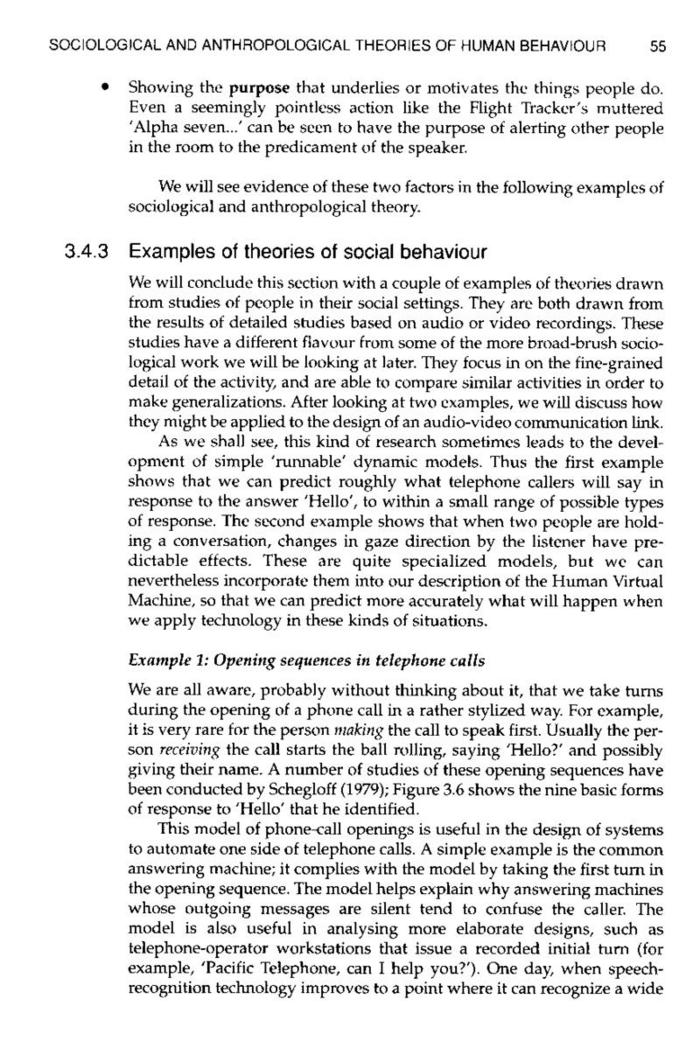 SOCIOLOGICAL AND ANTHROPOLOGICAL THEORIES OF HUMAN BEHAVIOUR 55
• Showing the purpose that underlies or motivates the things people do.
Even a seemingly pointless action like the Flight Tracker's muttered
'Alpha seven...' can be seen to have the purpose of alerting other people
in the room to the predicament of the speaker.
We will see evidence of these two factors in the following examples of
sociological and anthropological theory.
3.4.3 Examples of theories of social behaviour
We will conclude this section with a couple of examples of theories drawn
from studies of people in their social settings. They are both drawn from
the results of detailed studies based on audio or video recordings. These
studies have a different flavour from some of the more broad-brush socio-
logical work we will be looking at later. They focus in on the fine-grained
detail of the activity, and are able to compare similar activities in order to
make generalizations. After looking at two examples, we will discuss how
they might be applied to the design of an audio-video communication link.
As we shall see, this kind of research sometimes leads to the devel-
opment of simple 'runnable' dynamic models. Thus the first example
shows that we can predict roughly what telephone callers will say in
response to the answer 'Hello', to within a small range of possible types
of response. The second example shows that when two people are hold-
ing a conversation, changes in gaze direction by the listener have pre-
dictable effects. These are quite specialized models, but we can
nevertheless incorporate them into our description of the Human Virtual
Machine, so that we can predict more accurately what will happen when
we apply technology in these kinds of situations.
Example 1: Opening sequences in telephone calls
We are all aware, probably without thinking about it, that we take turns
during the opening of a phone call in a rather stylized way. For example,
it is very rare for the person making the call to speak first. Usually the per-
son receiving the call starts the ball rolling, saying 'Hello?' and possibly
giving their name. A number of studies of these opening sequences have
been conducted by Schegloff (1979); Figure 3.6 shows the nine basic forms
of response to 'Hello' that he identified.
This model of phone-call openings is useful in the design of systems
to automate one side of telephone calls. A simple example is the common
answering machine; it complies with the model by taking the first turn in
the opening sequence. The model helps explain why answering machines
whose outgoing messages are silent tend to confuse the caller. The
model is also useful in analysing more elaborate designs, such as
telephone-operator workstations that issue a recorded initial turn (for
example, 'Pacific Telephone, can I help you?'). One day, when speech-
recognition technology improves to a point where it can recognize a wide